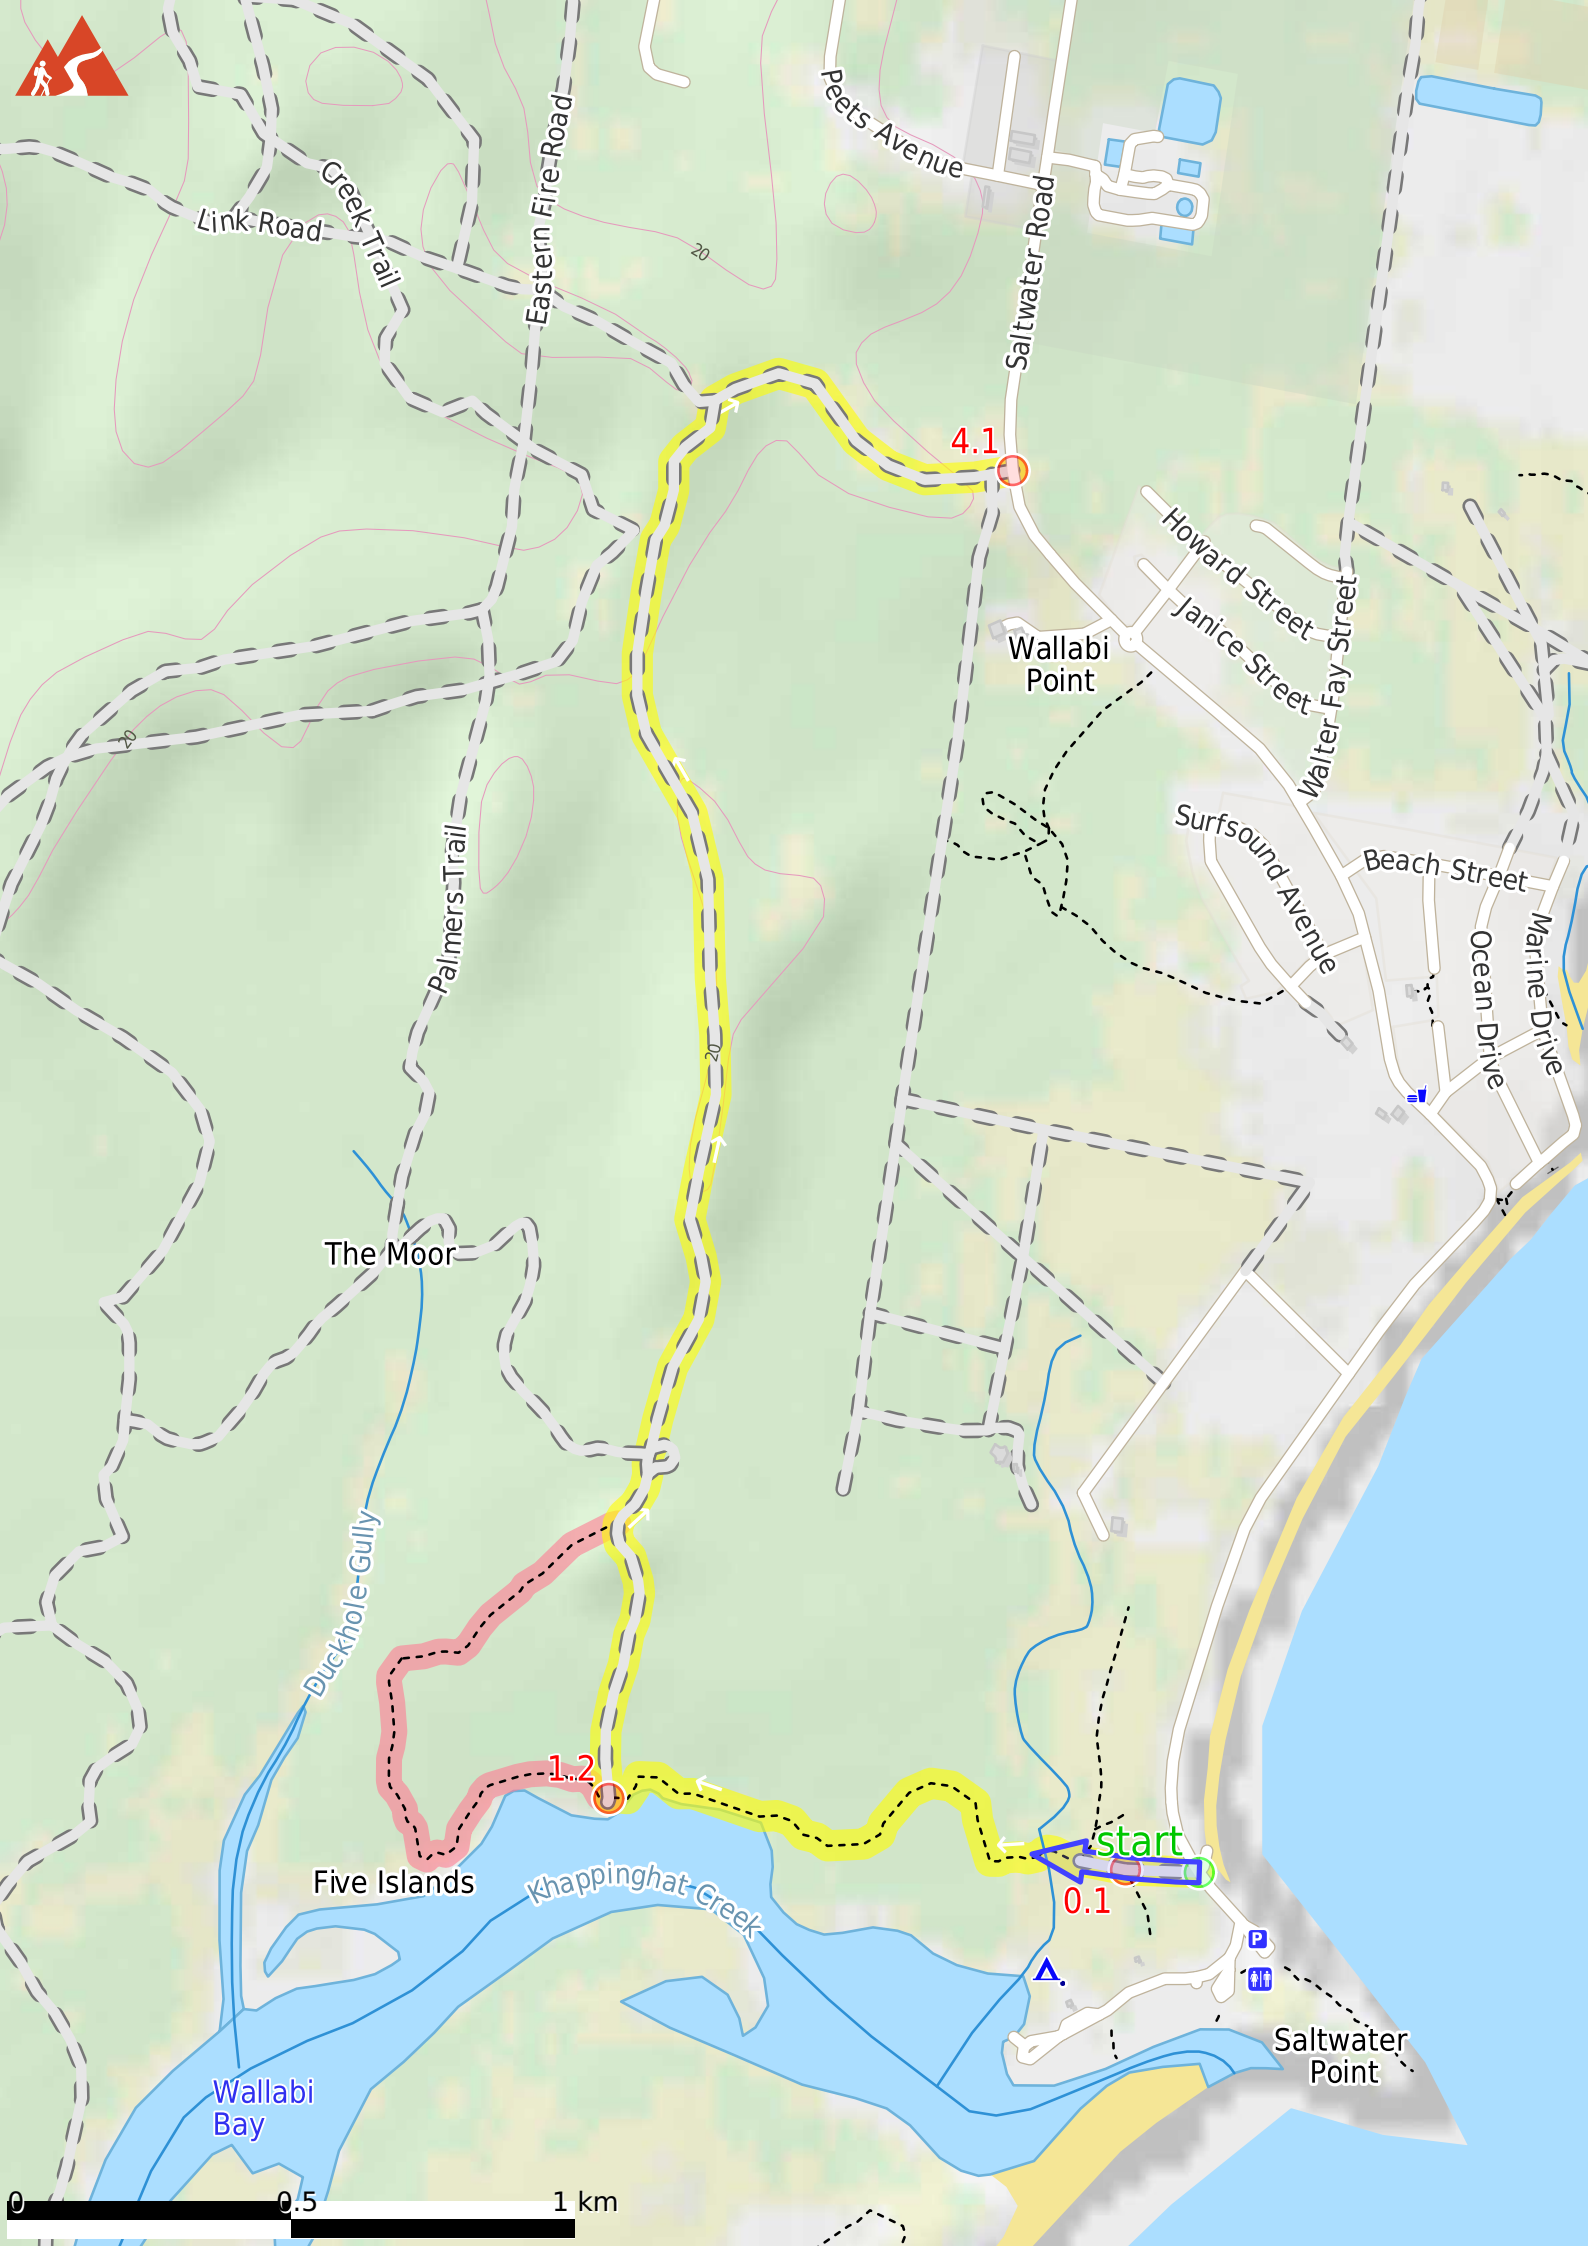 Peets Avenue
Creek Trail
Link Road
Eastern Fire Road
20
Saltwater Road
4.1
Howard Street
Janice Street
Wallabi
Point
Walter Fay Street
20
Palmers Trail
Surfsound Avenue
Beach Street
Ocean Drive
Marine Drive
20
The Moor
Duckhole Gully
1.2
Five Islands
Khappinghat Creek
start
0.1
P
Saltwater
Point
Wallabi
Bay
0
0.5
1 km